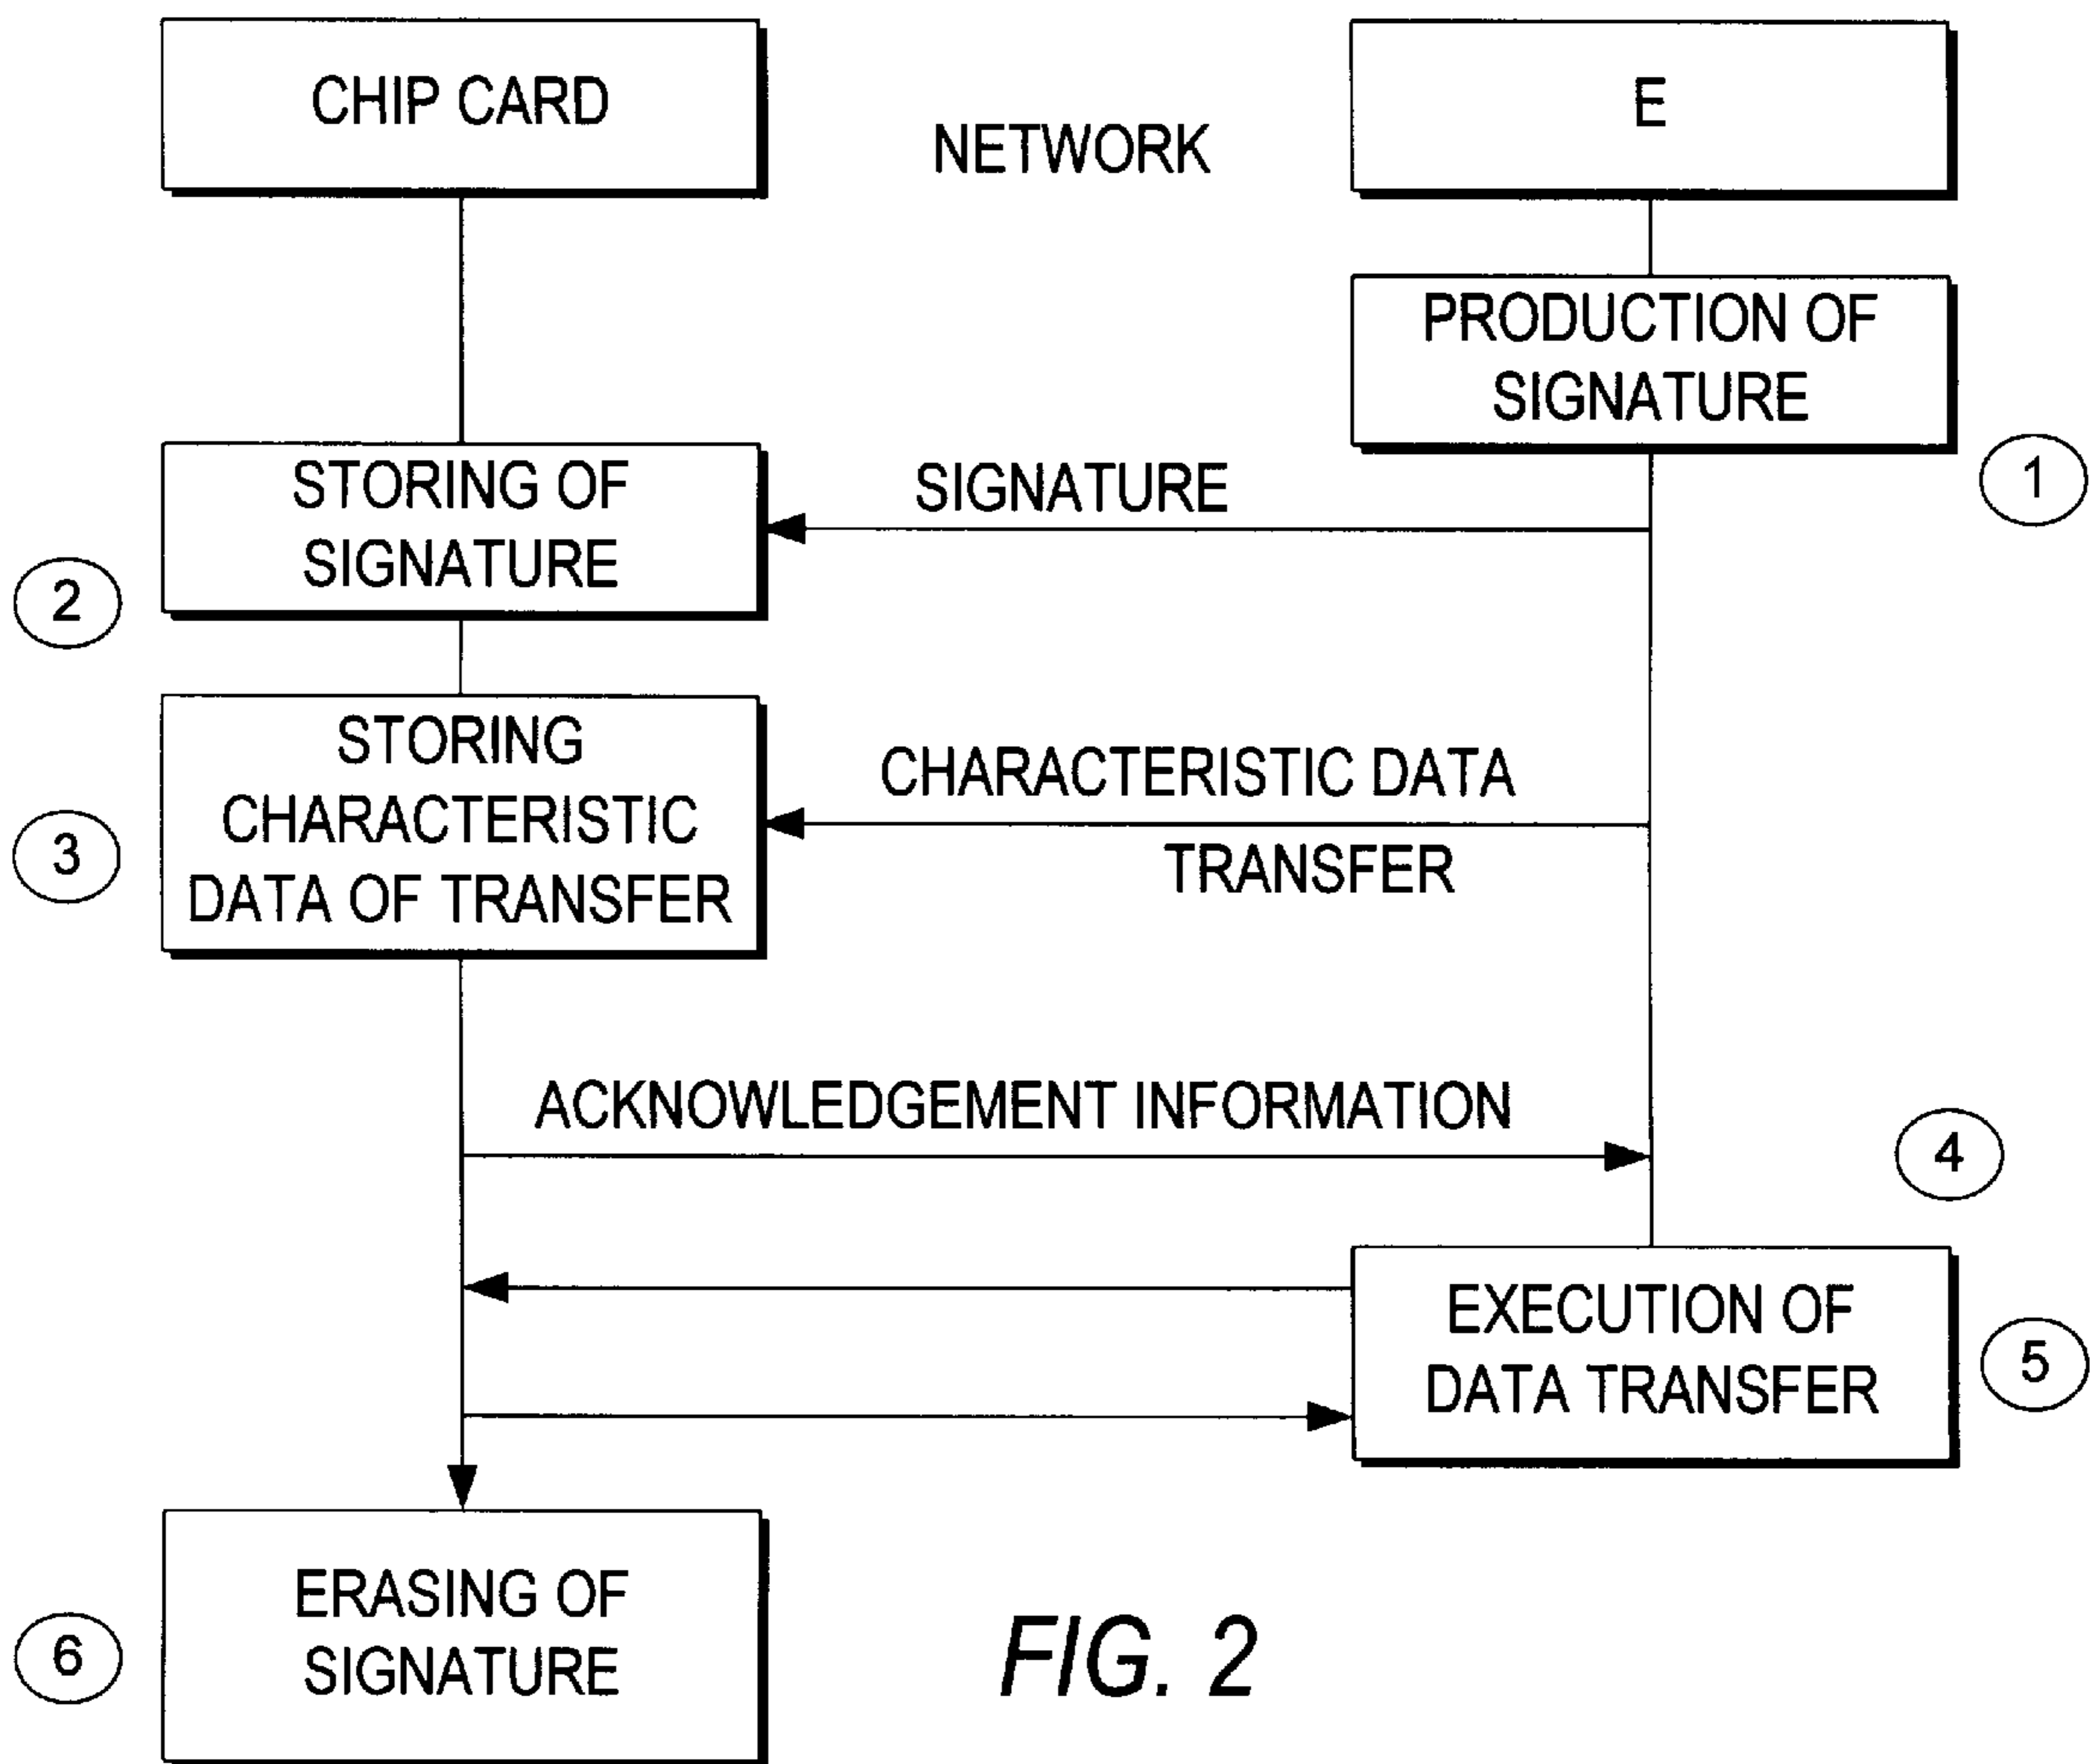 CHIP CARD
NETWORK
E
PRODUCTION OF
SIGNATURE
1
STORING OF
SIGNATURE
SIGNATURE
2
STORING
CHARACTERISTIC
DATA OF TRANSFER
CHARACTERISTIC DATA
TRANSFER
3
ACKNOWLEDGEMENT INFORMATION
4
EXECUTION OF
DATA TRANSFER
5
ERASING OF
SIGNATURE
6
FIG. 2